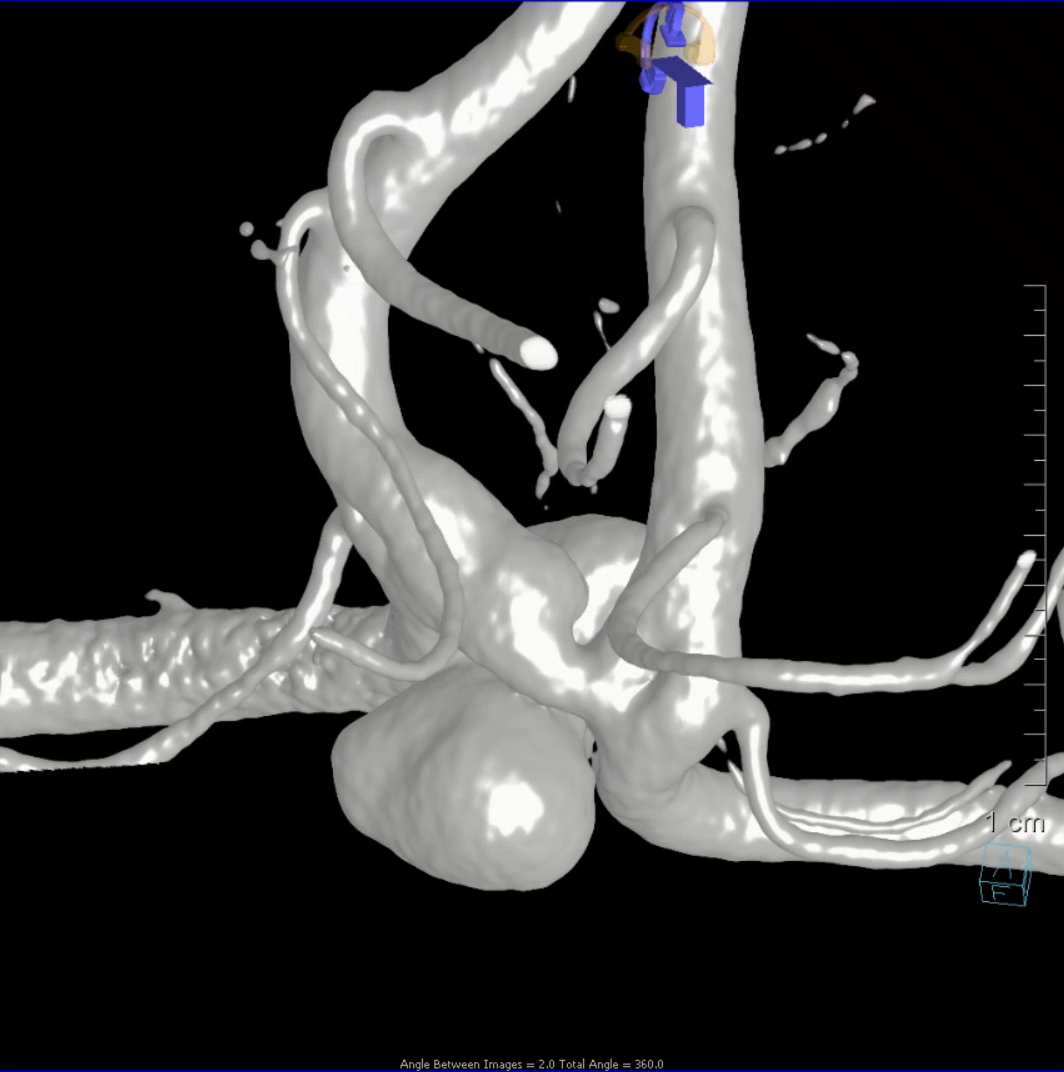 1 cm
A
F
Angle Between Images = 2.0 Total Angle = 360.0